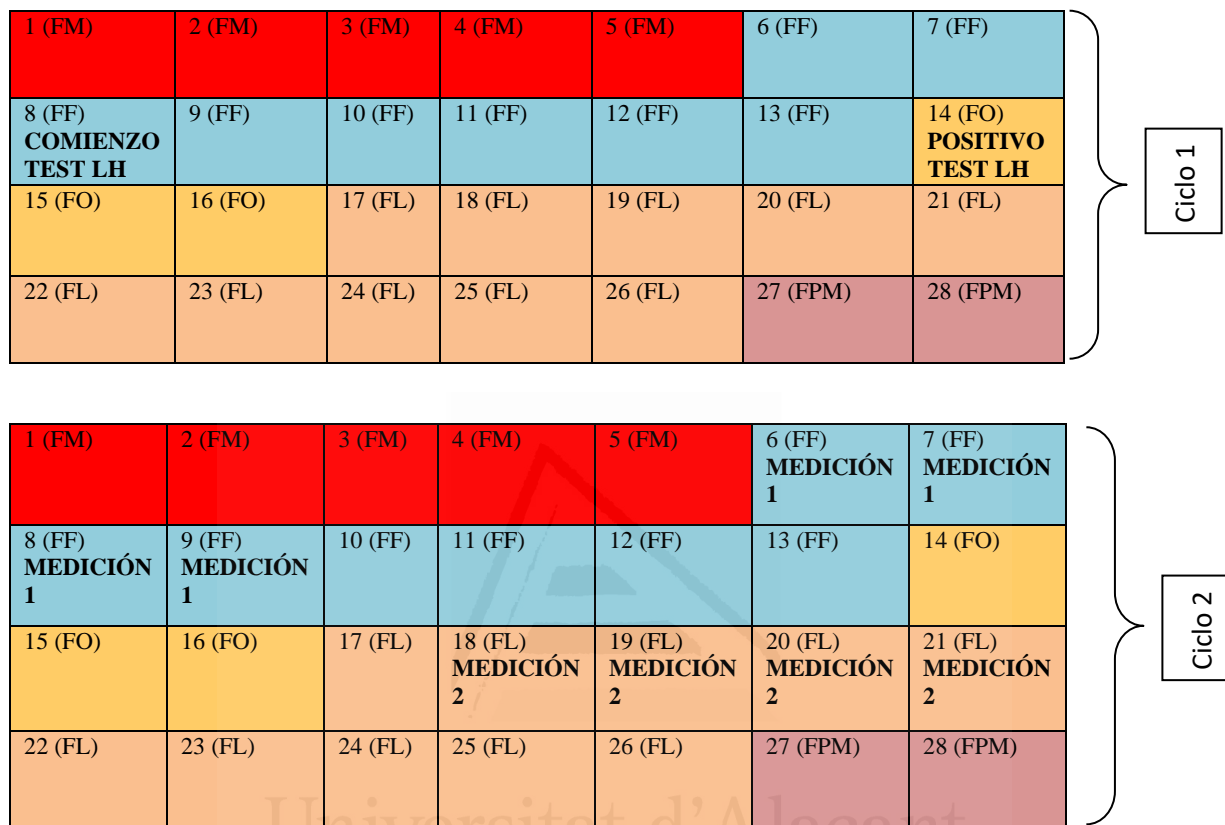 1 (FM) 2 (FM) 3 (FM) 4 (FM) 5 (FM) 6 (FF) 7 (FF)
8 (FF) COMIENZO TEST LH 9 (FF) 10 (FF) 11 (FF) 12 (FF) 13 (FF) 14 (FO) POSITIVO TEST LH
15 (FO) 16 (FO) 17 (FL) 18 (FL) 19 (FL) 20 (FL) 21 (FL)
22 (FL) 23 (FL) 24 (FL) 25 (FL) 26 (FL) 27 (FPM) 28 (FPM)
Ciclo 1
1 (FM) 2 (FM) 3 (FM) 4 (FM) 5 (FM) 6 (FF) MEDICIÓN 1 7 (FF) MEDICIÓN 1
8 (FF) MEDICIÓN 1 9 (FF) MEDICIÓN 1 10 (FF) 11 (FF) 12 (FF) 13 (FF) 14 (FO)
15 (FO) 16 (FO) 17 (FL) 18 (FL) MEDICIÓN 2 19 (FL) MEDICIÓN 2 20 (FL) MEDICIÓN 2 21 (FL) MEDICIÓN 2
22 (FL) 23 (FL) 24 (FL) 25 (FL) 26 (FL) 27 (FPM) 28 (FPM)
Ciclo 2
Universitat d'Alacant